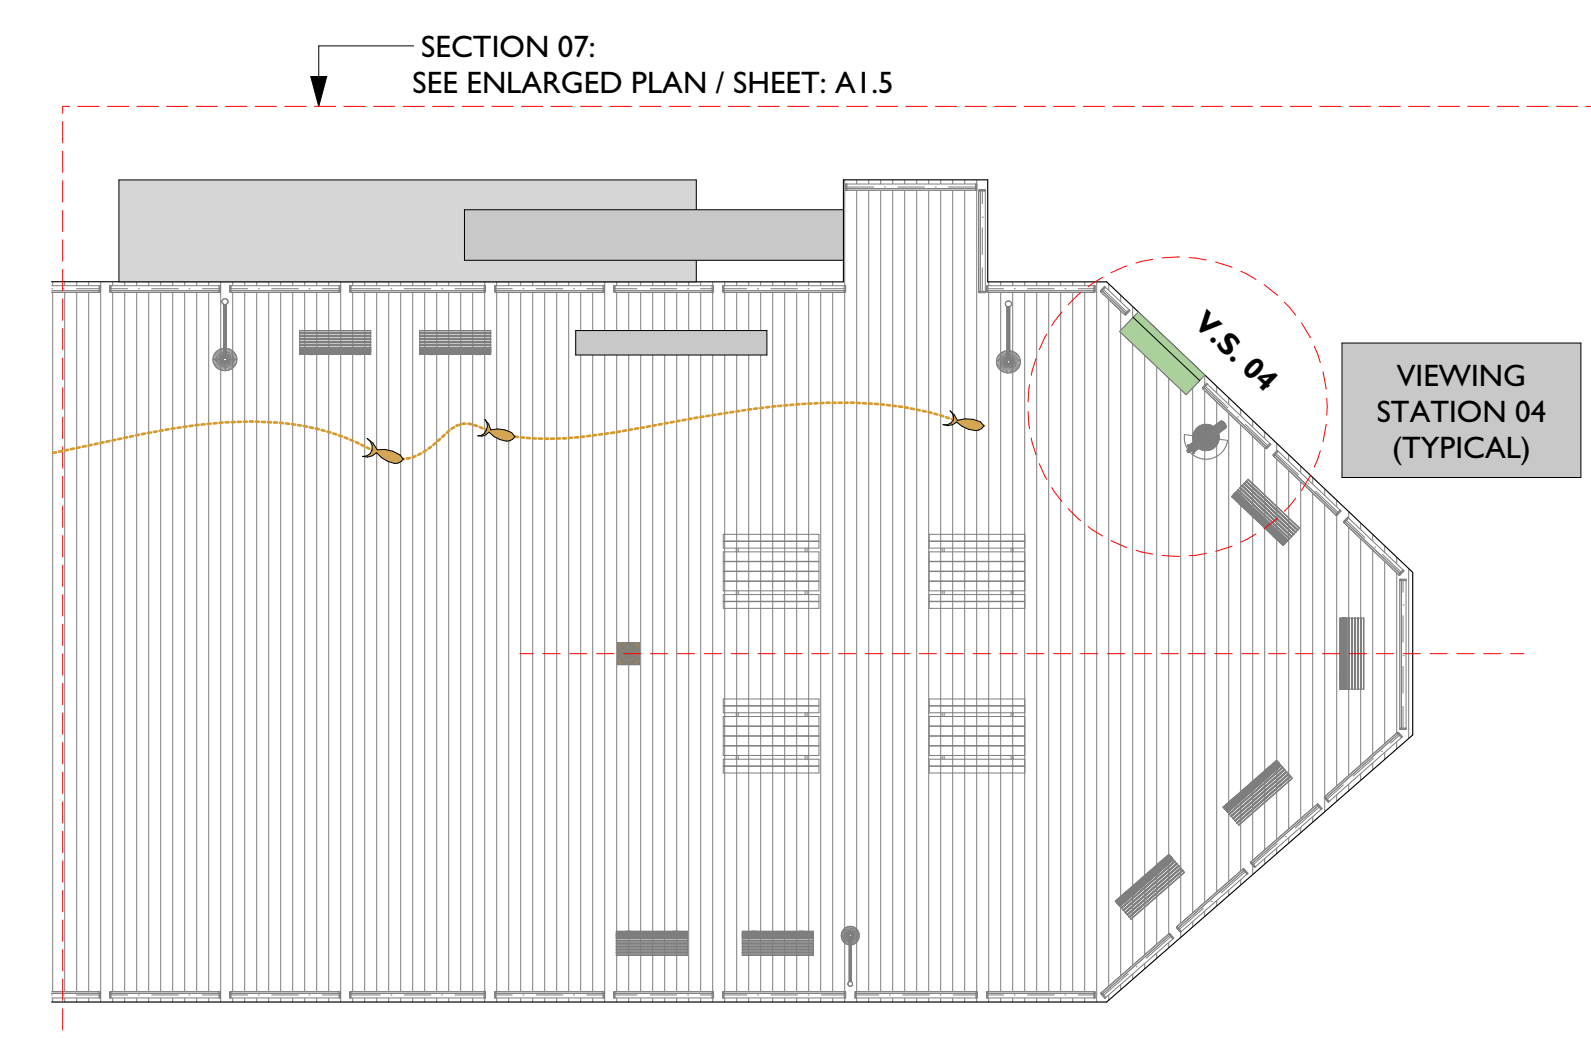 SECTION 07:
SEE ENLARGED PLAN / SHEET: A1.5
V.S. 04
VIEWING
STATION 04
(TYPICAL)